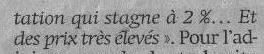 tation qui stagne à 2 %… Et
des prix très élevés ». Pour l'ad-